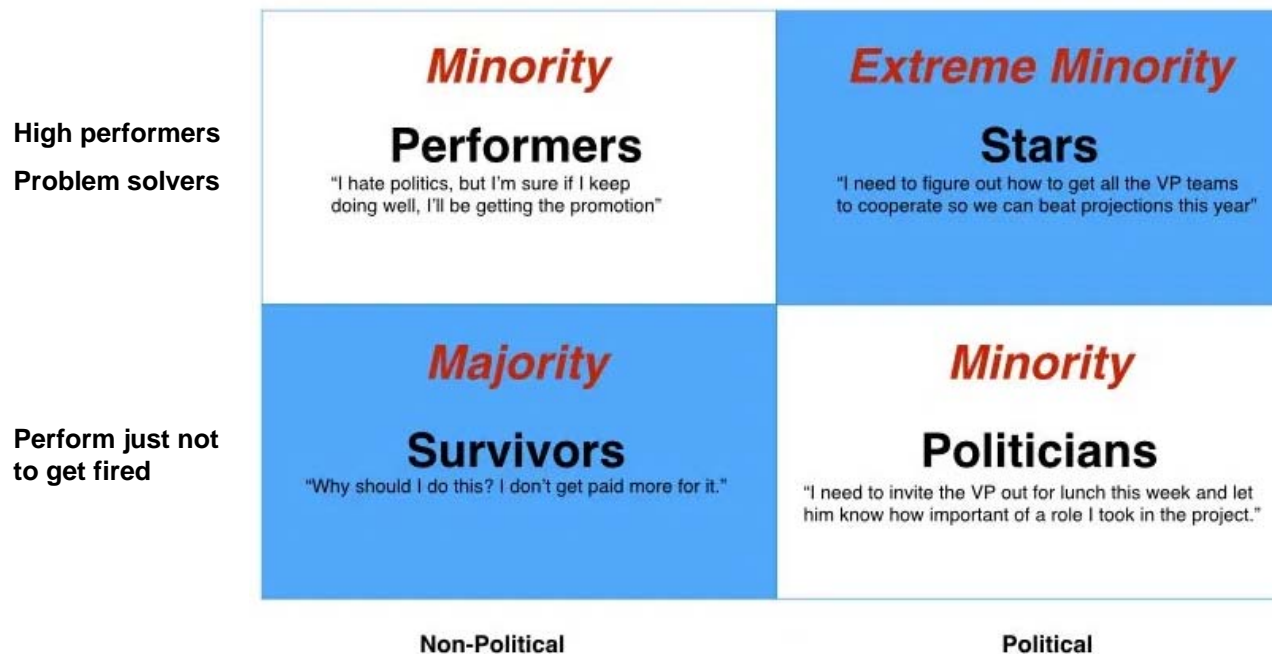 Minority
Extreme Minority
High performers
Problem solvers
Performers
"I hate politics, but I'm sure if I keep
doing well, I'll be getting the promotion"
Stars
"I need to figure out how to get all the VP teams
to cooperate so we can beat projections this year"
Majority
Minority
Perform just not
to get fired
Survivors
"Why should I do this? I don't get paid more for it."
Politicians
"I need to invite the VP out for lunch this week and let
him know how important of a role I took in the project."
Non-Political
Political